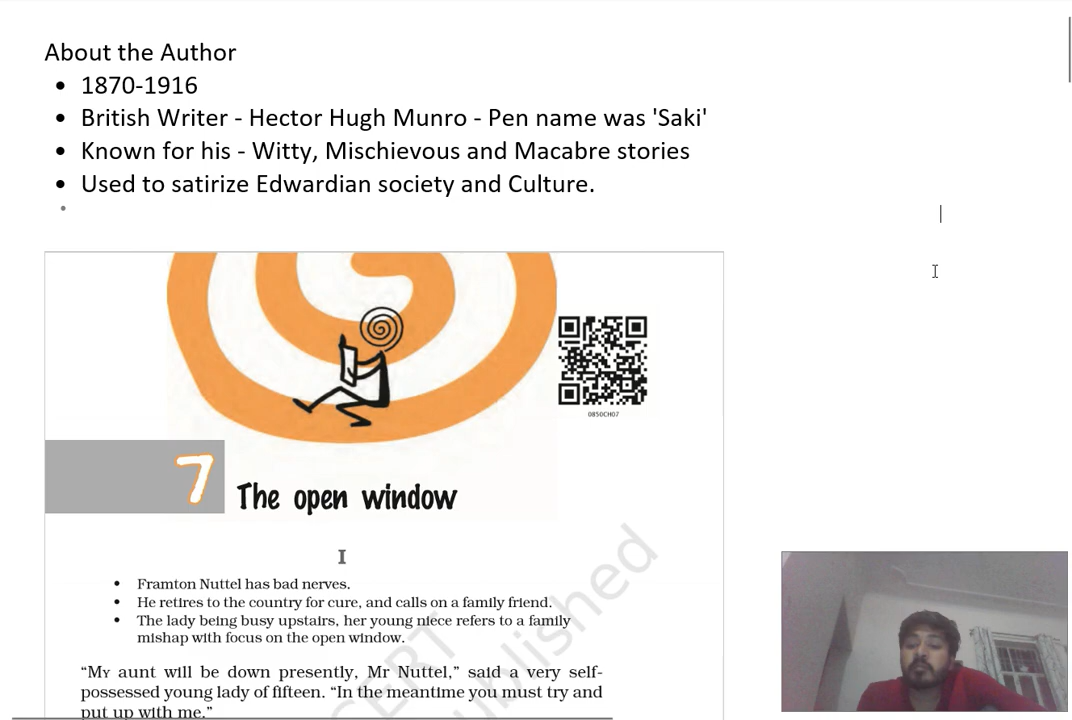 About the Author
• 1870-1916
• British Writer - Hector Hugh Munro - Pen name was 'Saki'
• Known for his - Witty, Mischievous and Macabre stories
• Used to satirize Edwardian society and Culture.
0850CH07
7 The open window
I
• Framton Nuttel has bad nerves.
• He retires to the country for cure, and calls on a family friend.
• The lady being busy upstairs, her young niece refers to a family
mishap with focus on the open window.
“MY aunt will be down presently, Mr Nuttel,” said a very self-
possessed young lady of fifteen. “In the meantime you must try and
put up with me.”